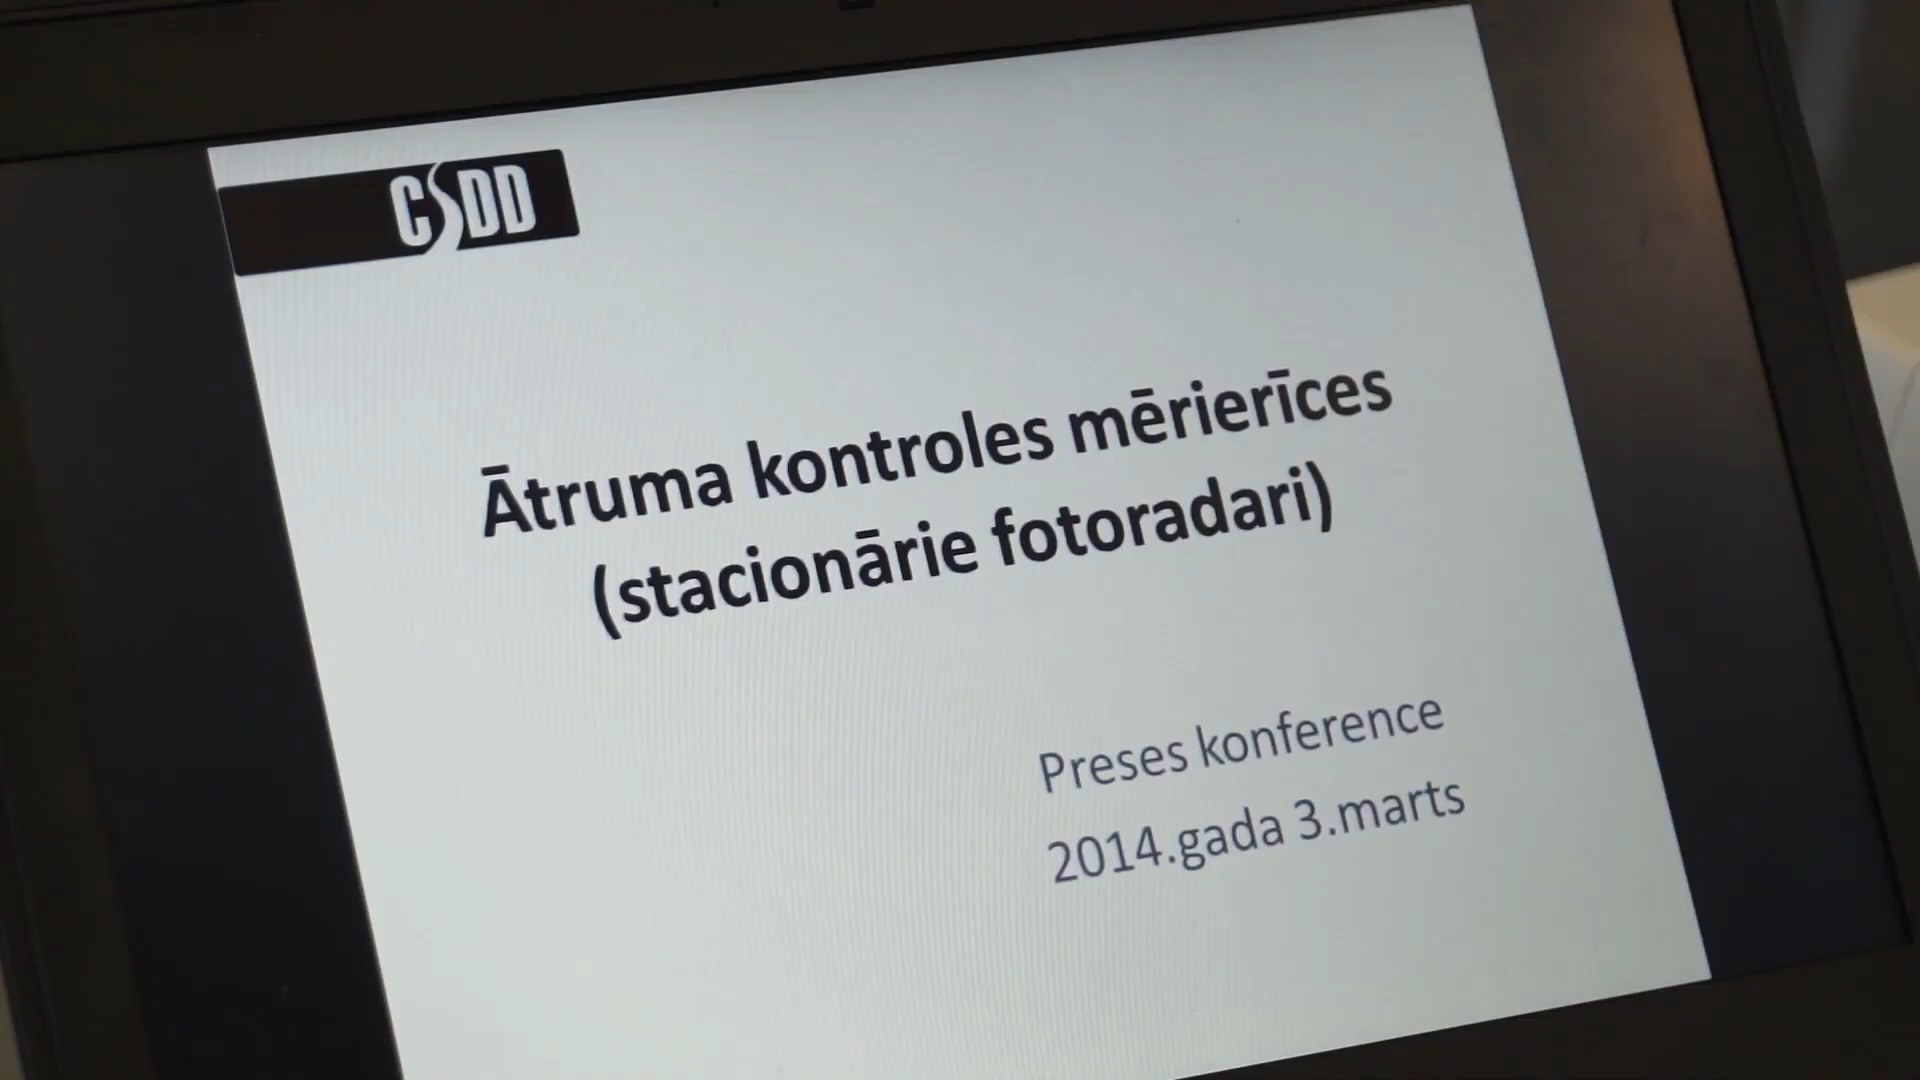 CSDD
Ātruma kontroles mērierīces
(stacionārie fotoradari)
Preses konference
2014.gada 3.marts